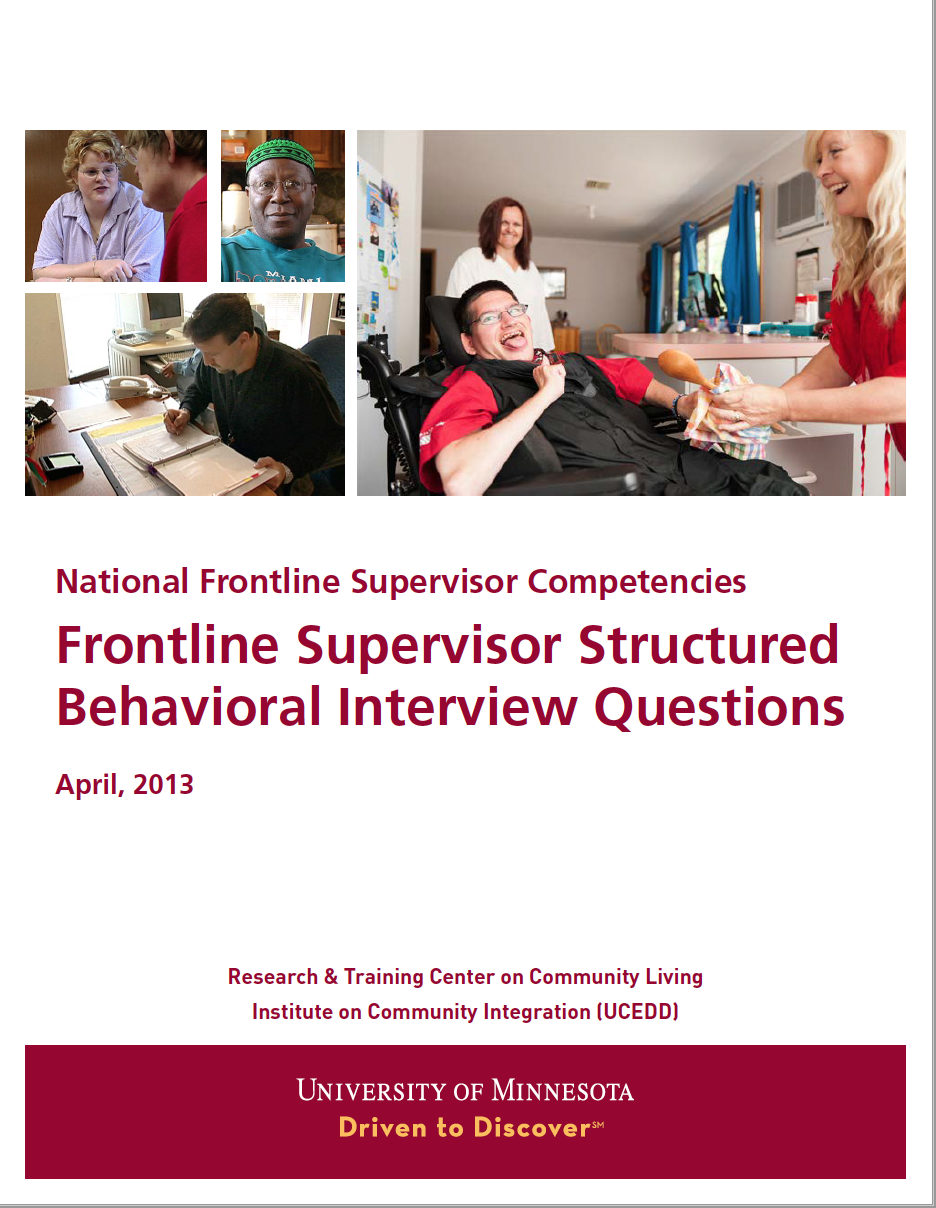 MIAMI
National Frontline Supervisor Competencies
Frontline Supervisor Structured
Behavioral Interview Questions
April, 2013
Research & Training Center on Community Living
Institute on Community Integration (UCEDD)
UNIVERSITY OF MINNESOTA
Driven to Discover℠